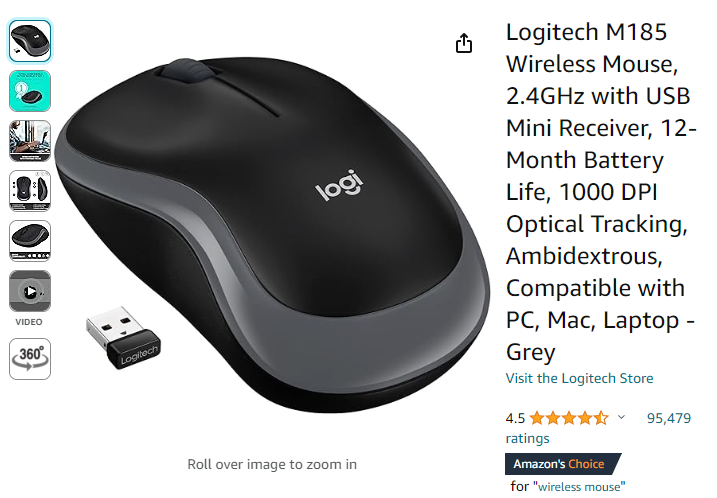 logi
Logitech
VIDEO
360°
Roll over image to zoom in
Logitech M185
Wireless Mouse,
2.4GHz with USB
Mini Receiver, 12-
Month Battery
Life, 1000 DPI
Optical Tracking,
Ambidextrous,
Compatible with
PC, Mac, Laptop -
Grey
Visit the Logitech Store
4.5 95,479
ratings
Amazon's Choice
for "wireless mouse"